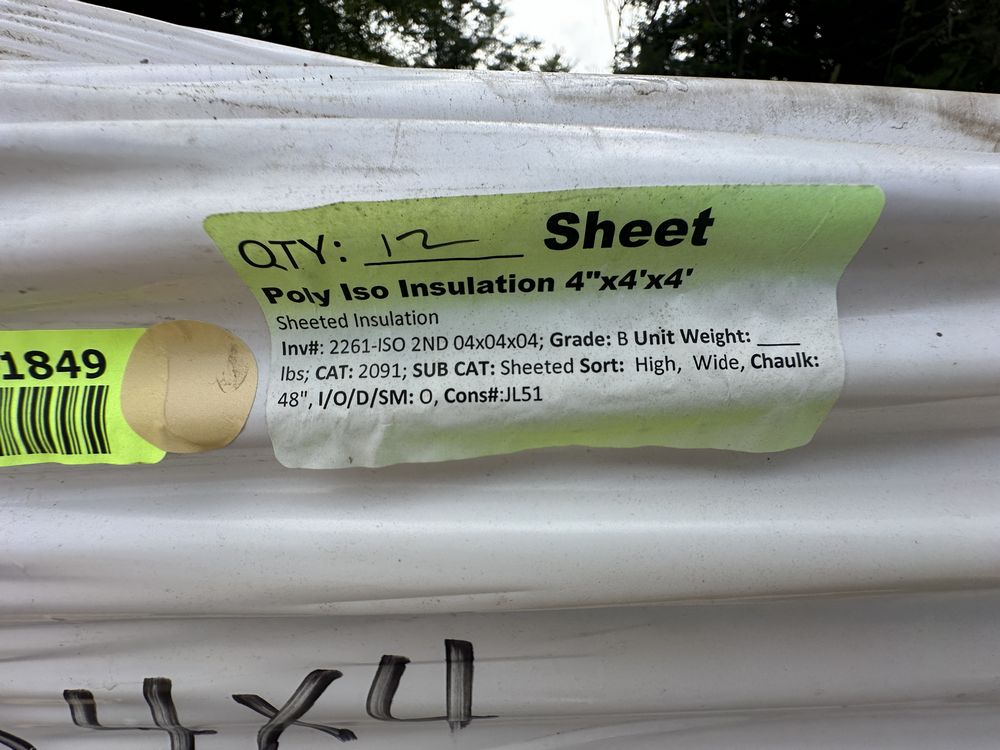 QTY: 12 Sheet
Poly Iso Insulation 4"x4'x4'
Sheeted Insulation
Inv#: 2261-ISO 2ND 04x04x04; Grade: B Unit Weight: ____
lbs; CAT: 2091; SUB CAT: Sheeted Sort: High, Wide, Chaulk:
48", I/O/D/SM: O, Cons#:JL51
1849
4x4